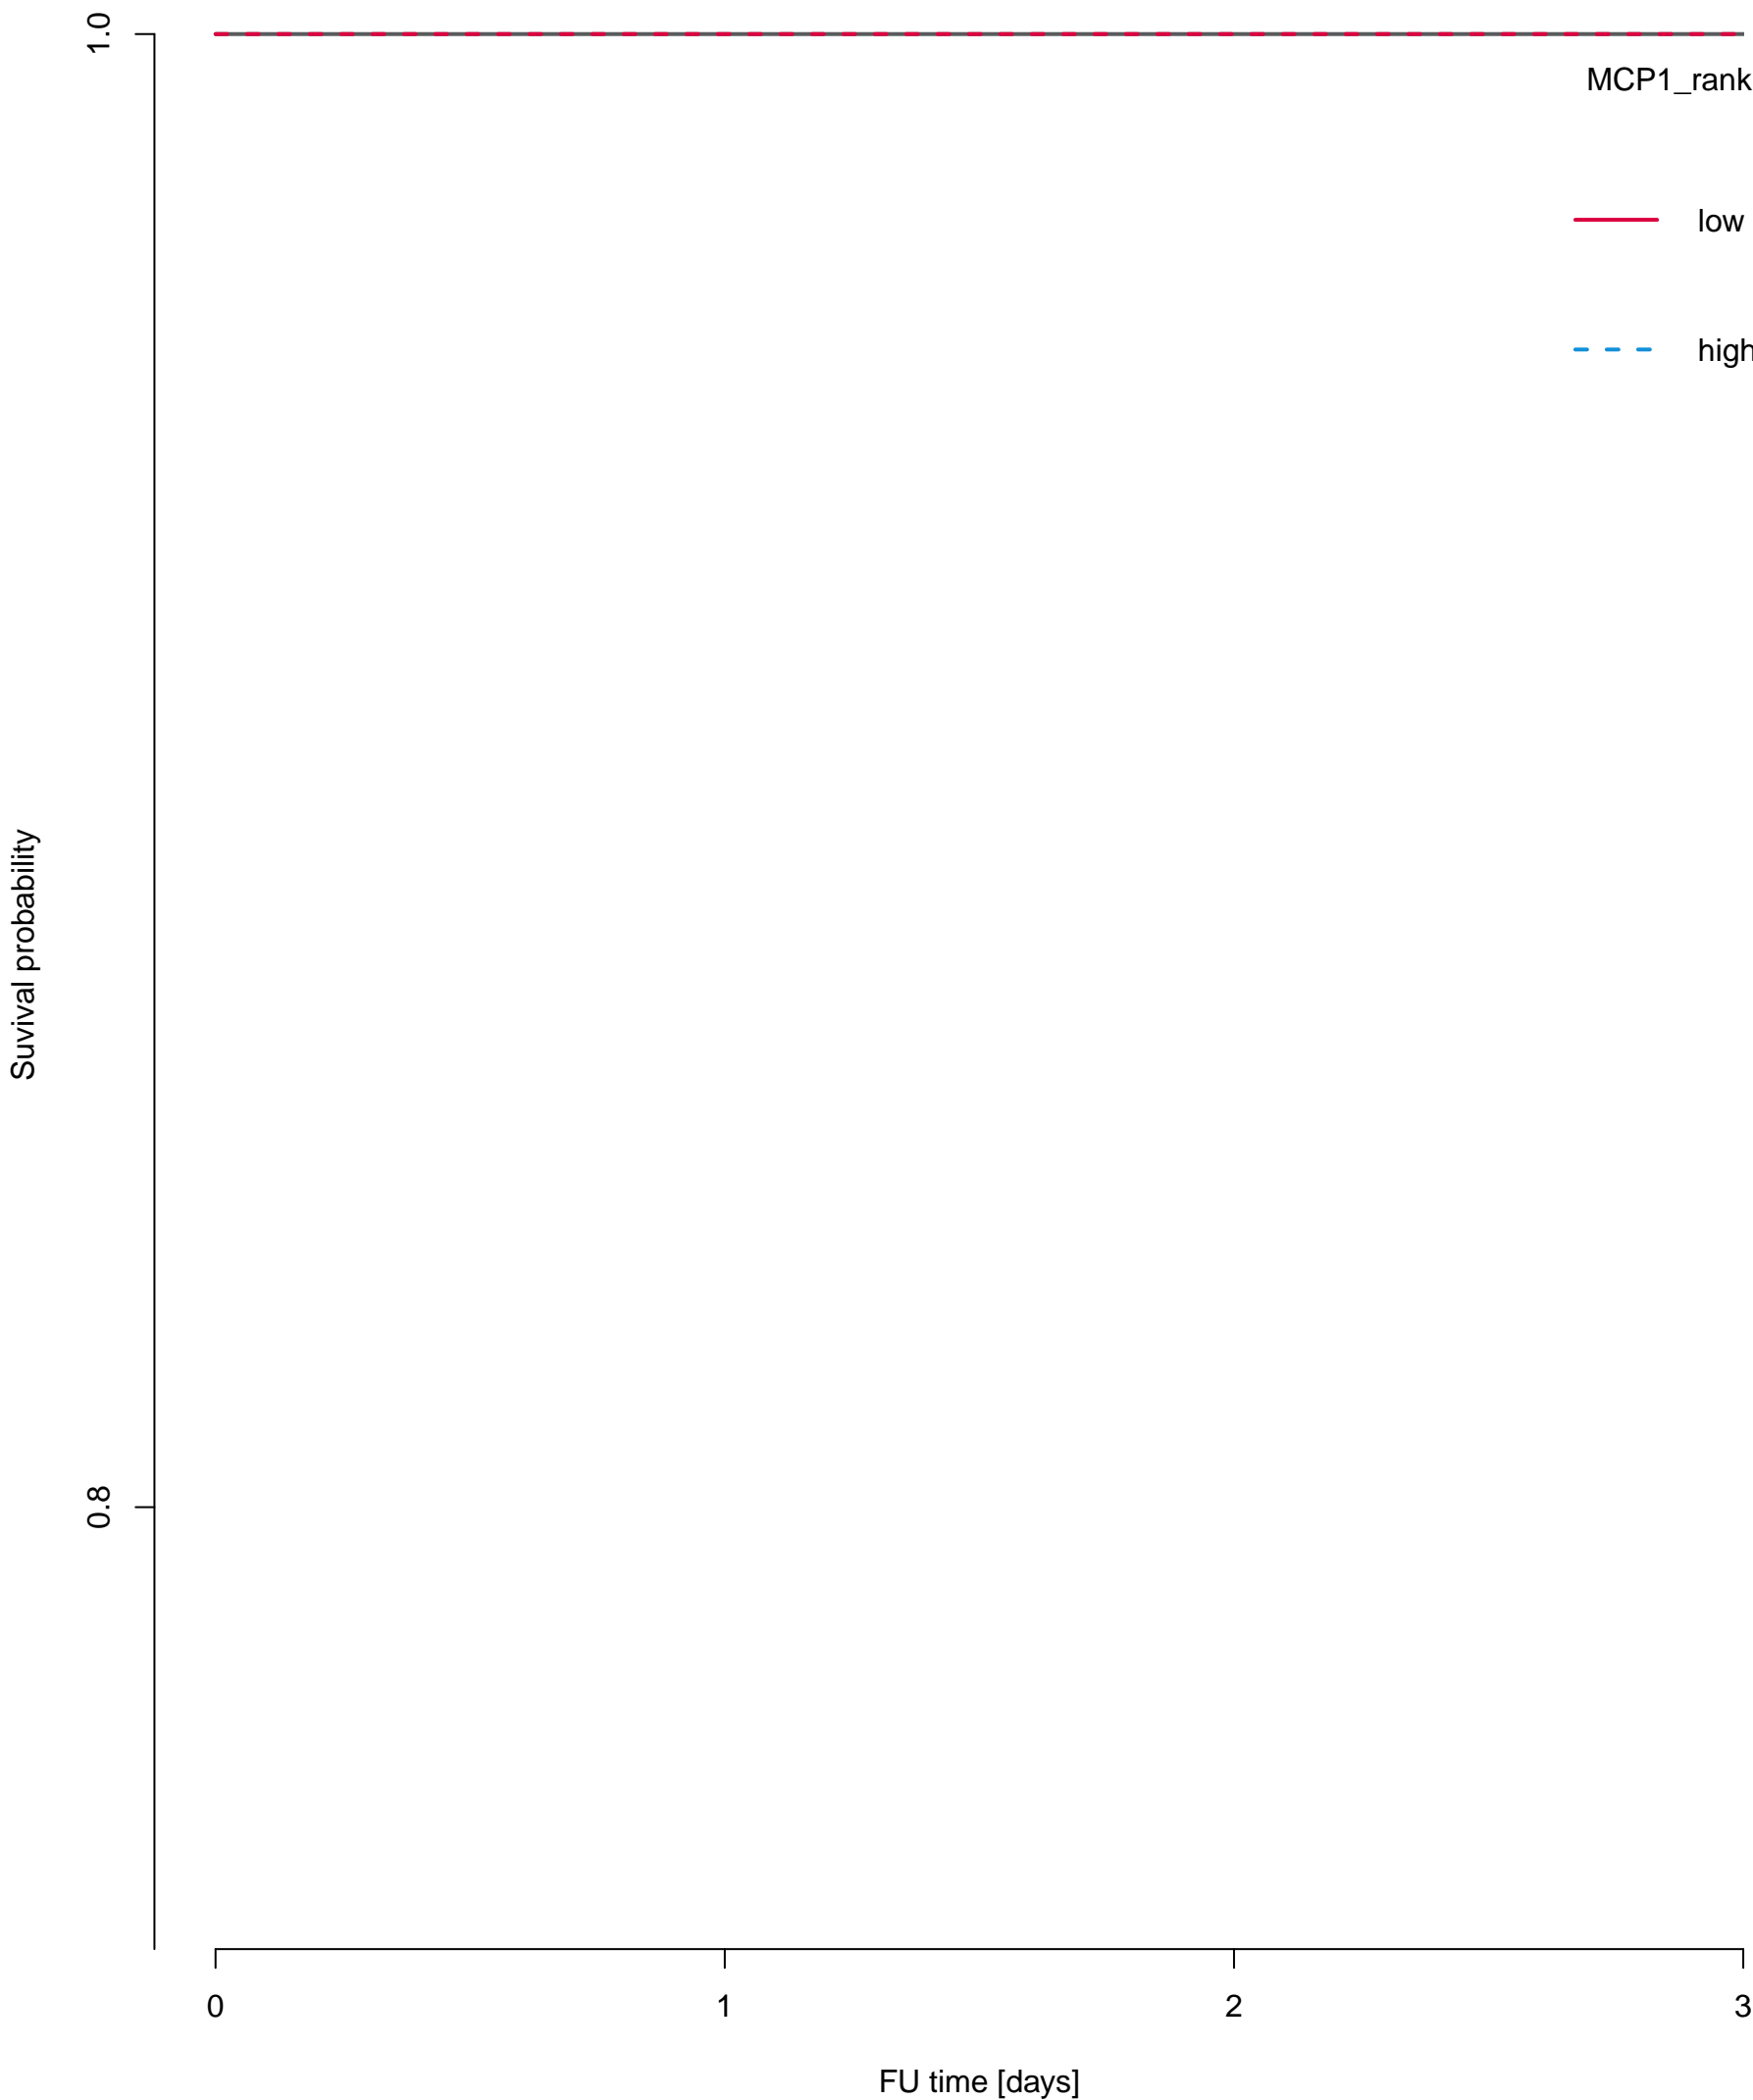 1.0
MCP1_rank
low
high
Suvival probability
0.8
0
1
2
3
FU time [days]